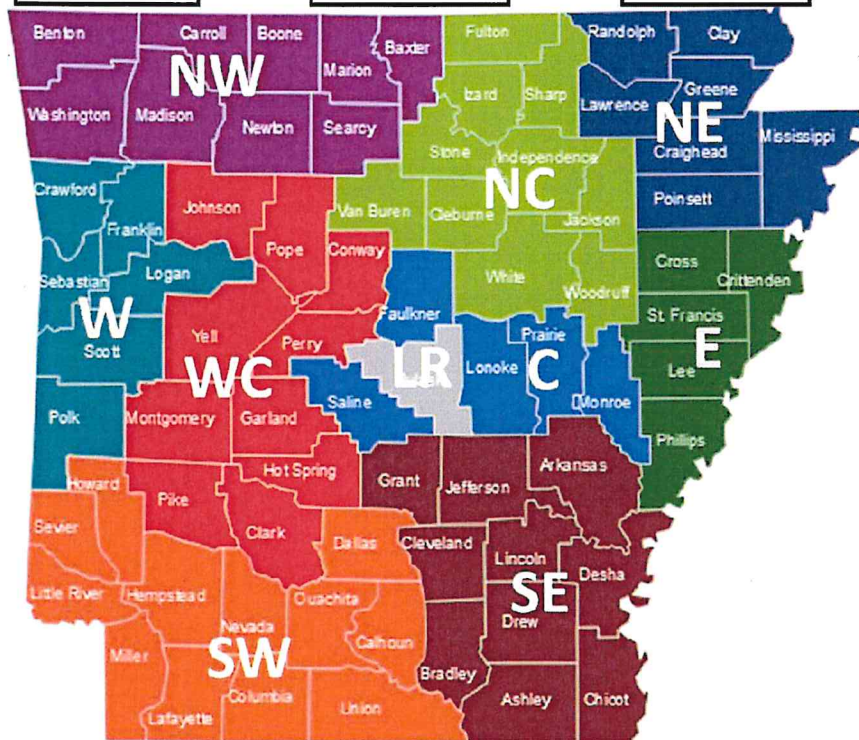 Benton
Carroll
Boone
Baxter
Fulton
Randolph
Clay
Marion
NW
Izard
Sharp
Greene
Lawrence
Washington
Madison
Newton
Searcy
NE
Mississippi
Craighead
Stone
Independence
NC
Crawford
Johnson
Van Buren
Cleburne
Jackson
Poinsett
Franklin
Pope
Conway
Cross
Crittenden
Sebastian
Logan
White
Woodruff
St. Francis
W
Faulkner
Prairie
Yell
Perry
Scott
WC
LR
Lonoke
C
E
Lee
Saline
Monroe
Polk
Montgomery
Garland
Phillips
Hot Spring
Arkansas
Howard
Pike
Grant
Jefferson
Sevier
Clark
Dallas
Cleveland
Lincoln
Desha
Little River
Hempstead
Ouachita
SE
Nevada
Drew
Miller
SW
Calhoun
Bradley
Columbia
Union
Ashley
Chicot
Lafayette